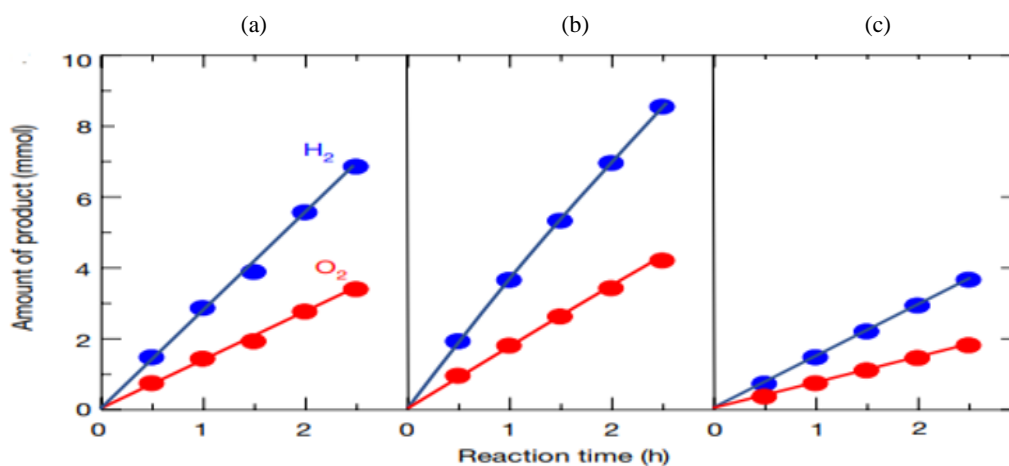 (a) (b) (c)
Amount of product (mmol)
10
8
6
4
2
0
H2
O2
0 1 2 0 1 2 0 1 2
Reaction time (h)